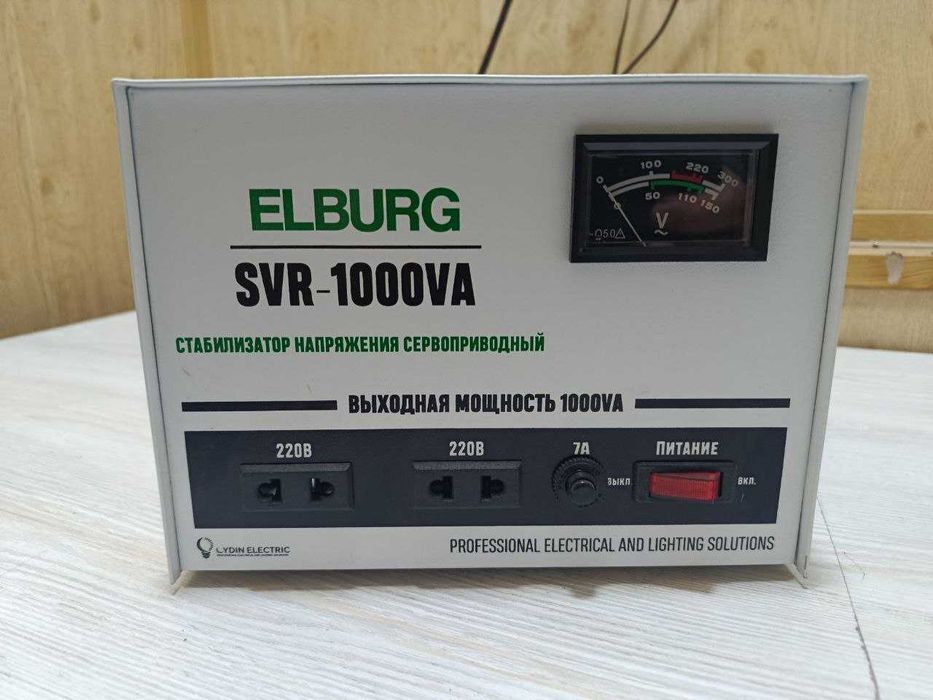 ELBURG
SVR-1000VA
СТАБИЛИЗАТОР НАПРЯЖЕНИЯ СЕРВОПРИВОДНЫЙ
0 100 220 300
0 50 110 150
V
ВЫХОДНАЯ МОЩНОСТЬ 1000VA
220В 220В 7А ПИТАНИЕ
ВЫКЛ ВКЛ.
LYDIN ELECTRIC
PROFESSIONAL ELECTRICAL AND LIGHTING SOLUTIONS